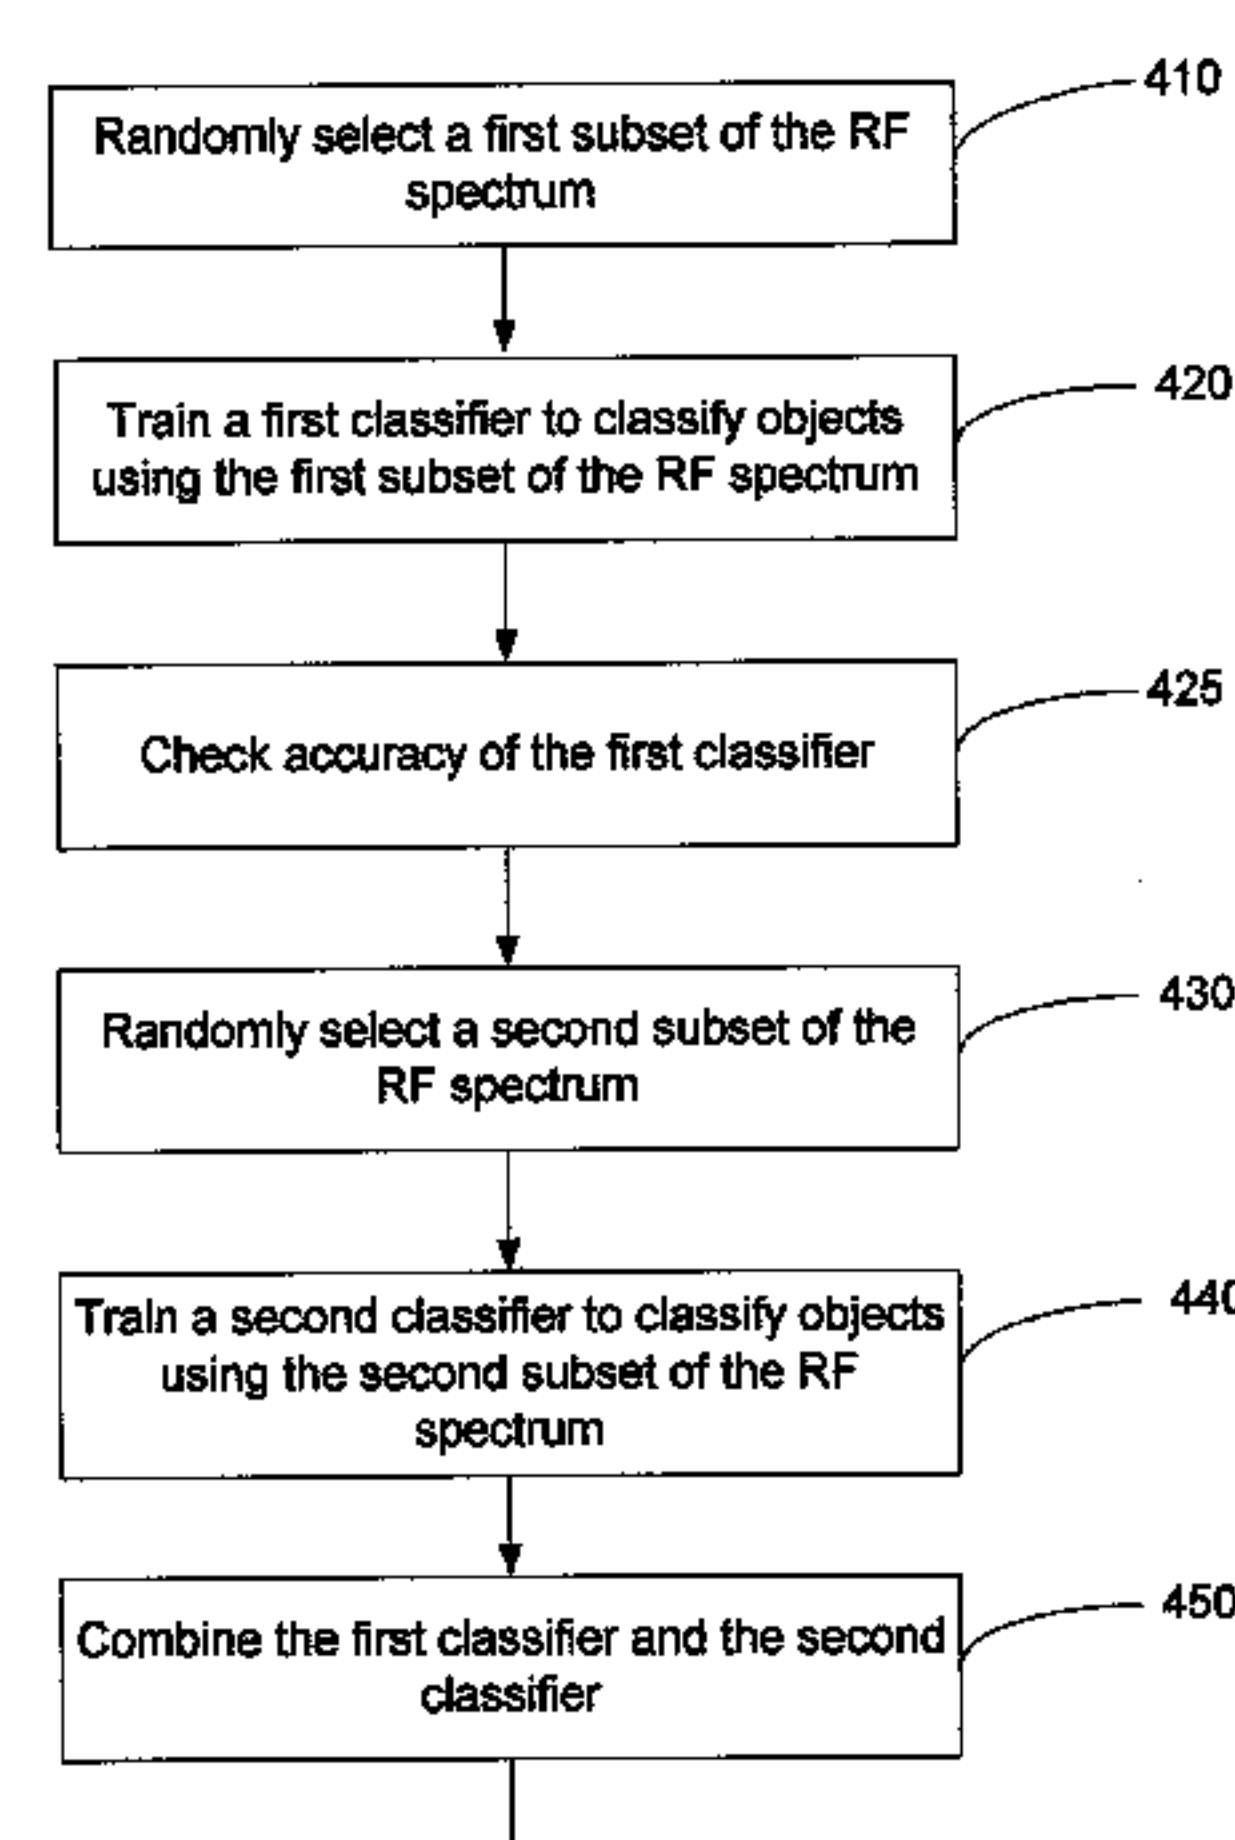 410
Randomly select a first subset of the RF
spectrum
420
Train a first classifier to classify objects
using the first subset of the RF spectrum
425
Check accuracy of the first classifier
430
Randomly select a second subset of the
RF spectrum
440
Train a second classifier to classify objects
using the second subset of the RF
spectrum
450
Combine the first classifier and the second
classifier